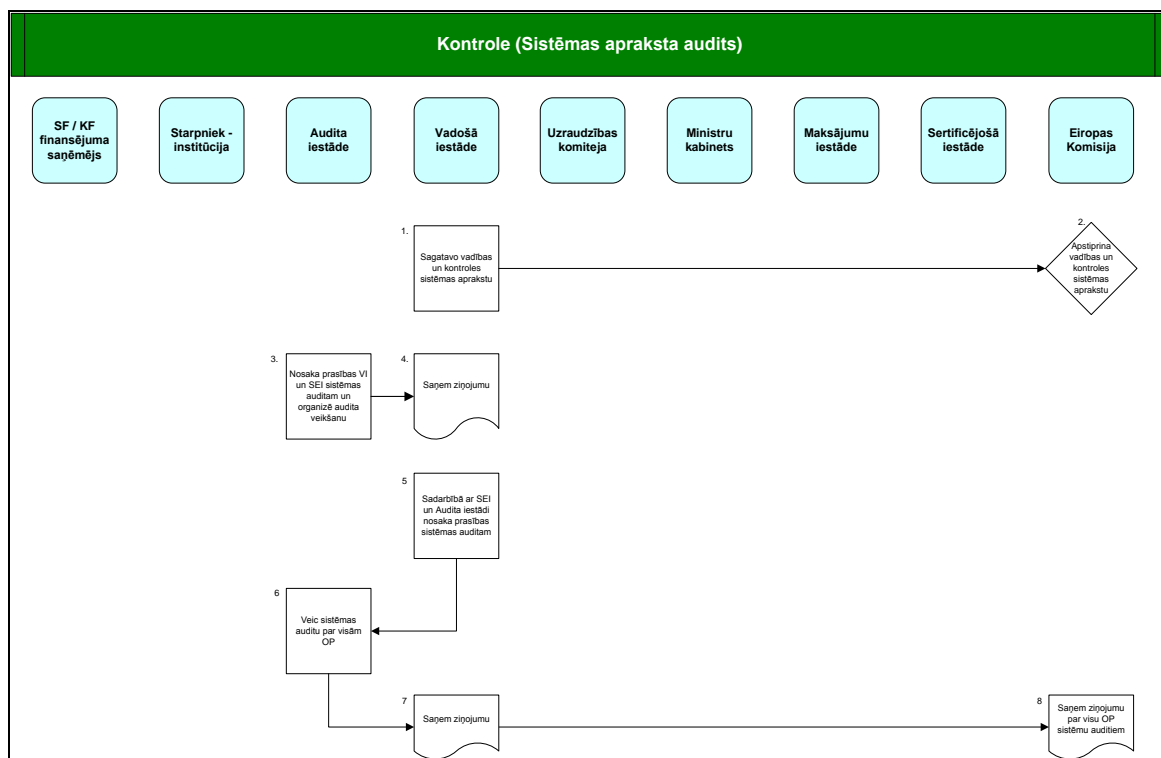 Kontrole (Sistēmas apraksta audits)
SF / KF
finansējuma
saņēmējs
Starpniek -
institūcija
Audita
iestāde
Vadošā
iestāde
Uzraudzības
komiteja
Ministru
kabinets
Maksājumu
iestāde
Sertificējošā
iestāde
Eiropas
Komisija
1.
Sagatavo vadības
un kontroles
sistēmas aprakstu
2.
Apstiprina
vadības un
kontroles
sistēmas
aprakstu
3.
Nosaka prasības VI
un SEI sistēmas
auditam un
organizē audita
veikšanu
4.
Saņem ziņojumu
5
Sadarbībā ar SEI
un Audita iestādi
nosaka prasības
sistēmas auditam
6
Veic sistēmas
auditu par visām
OP
7
Saņem ziņojumu
8
Saņem ziņojumu
par visu OP
sistēmu auditiem